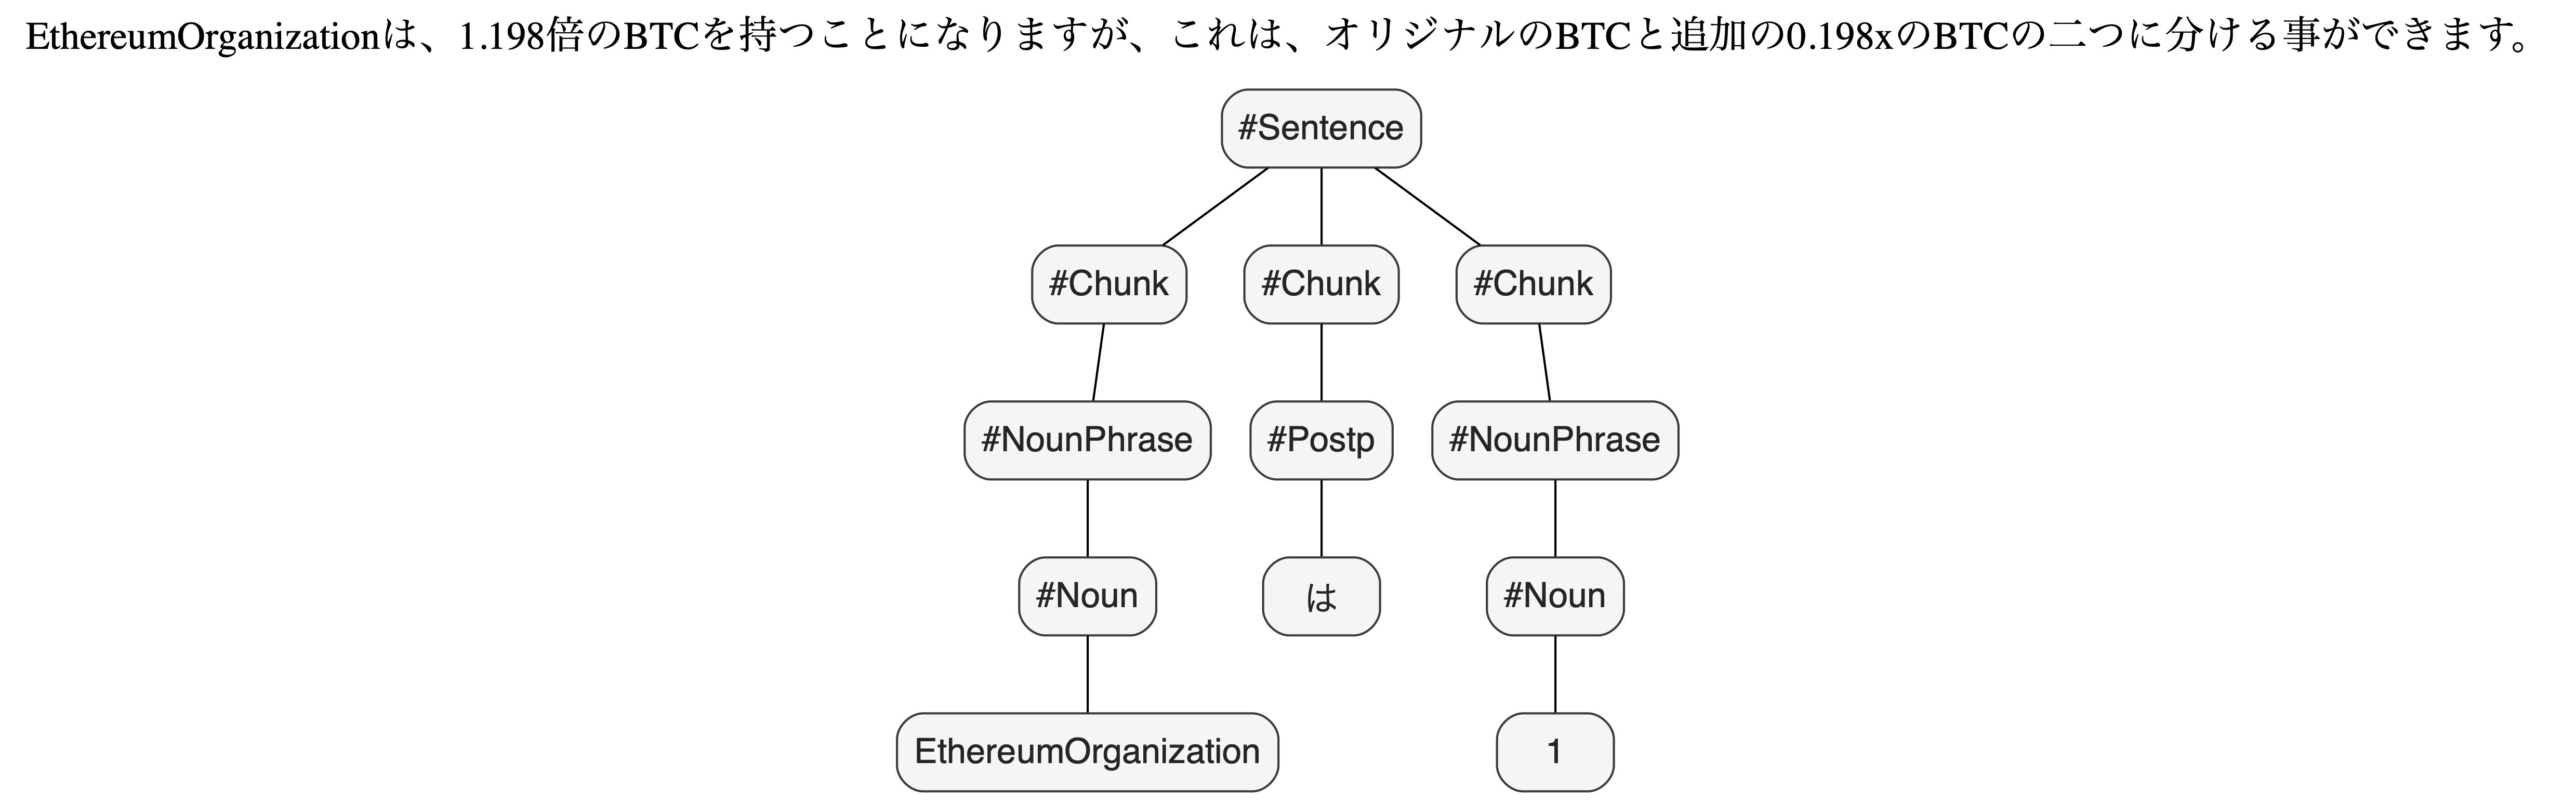 EthereumOrganizationは、1.198倍のBTCを持つことになりますが、これは、オリジナルのBTCと追加の0.198xのBTCの二つに分ける事ができます。
#Sentence
#Chunk #Chunk #Chunk
#NounPhrase #Postp #NounPhrase
#Noun は #Noun
EthereumOrganization 1